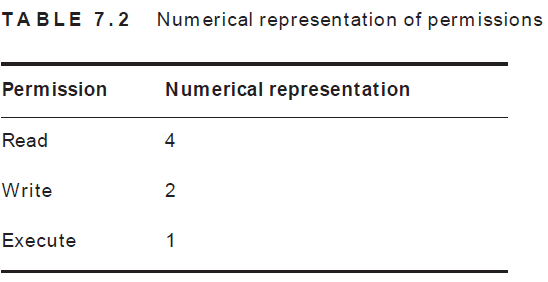 TABLE 7.2 Numerical representation of permissions
Permission Numerical representation
Read 4
Write 2
Execute 1